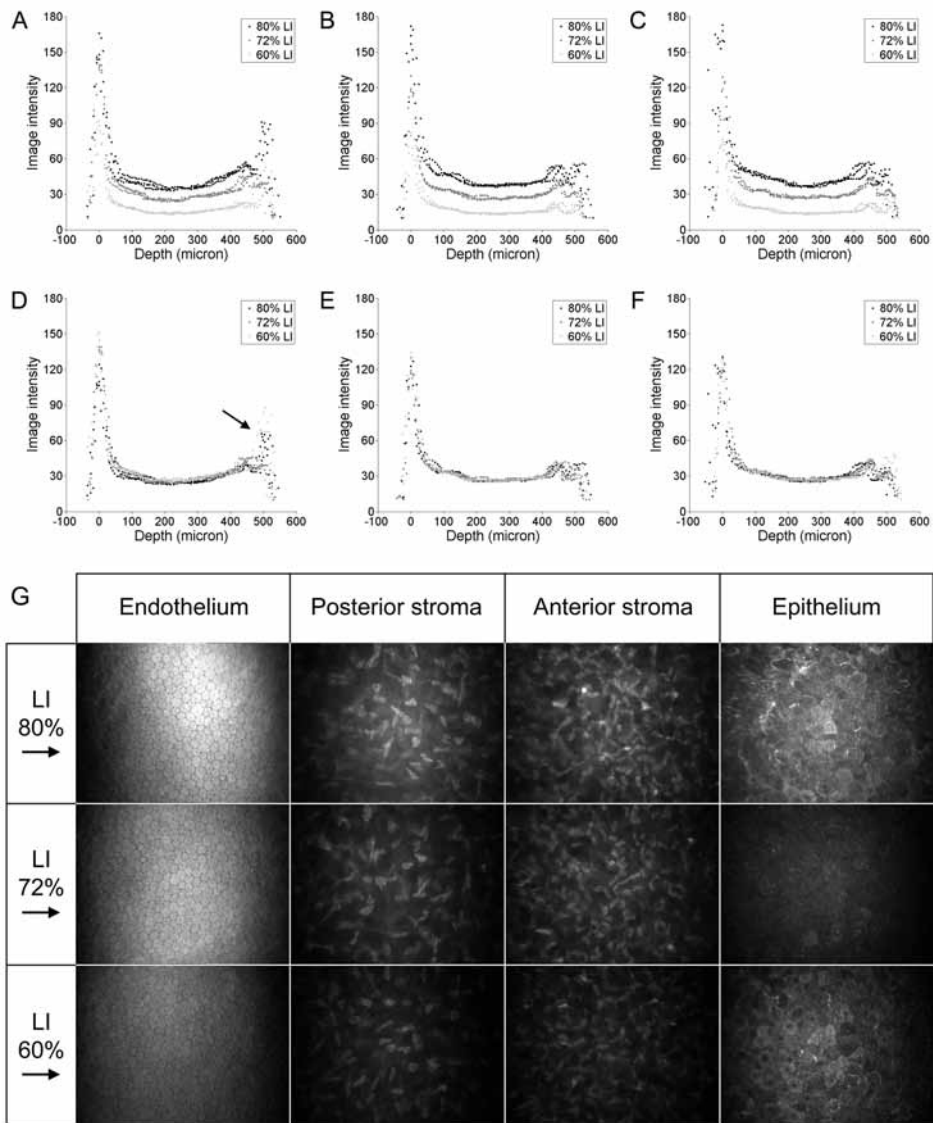 A
180
150
120
90
60
30
0
Image intensity
-100 0 100 200 300 400 500 600
Depth (micron)
80% LI
72% LI
60% LI
B
180
150
120
90
60
30
0
Image intensity
-100 0 100 200 300 400 500 600
Depth (micron)
80% LI
72% LI
60% LI
C
180
150
120
90
60
30
0
Image intensity
-100 0 100 200 300 400 500 600
Depth (micron)
80% LI
72% LI
60% LI
D
180
150
120
90
60
30
0
Image intensity
-100 0 100 200 300 400 500 600
Depth (micron)
80% LI
72% LI
60% LI
E
180
150
120
90
60
30
0
Image intensity
-100 0 100 200 300 400 500 600
Depth (micron)
80% LI
72% LI
60% LI
F
180
150
120
90
60
30
0
Image intensity
-100 0 100 200 300 400 500 600
Depth (micron)
80% LI
72% LI
60% LI
G
Endothelium Posterior stroma Anterior stroma Epithelium
LI
80%
LI
72%
LI
60%